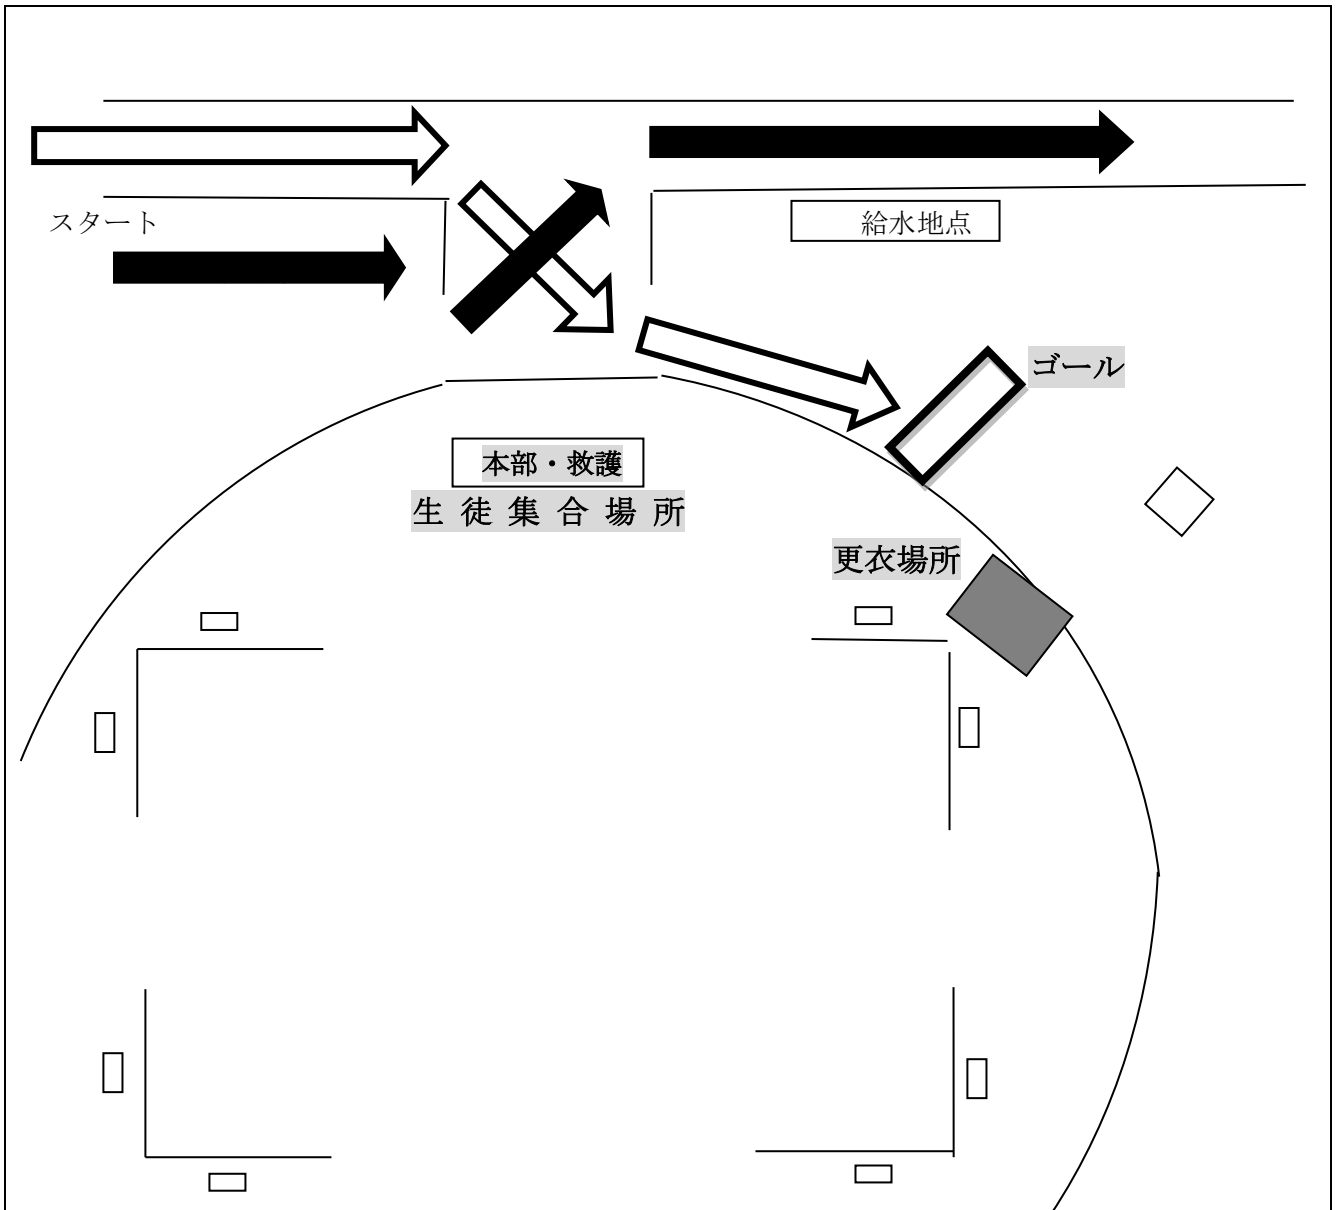 スタート
給水地点
ゴール
本部・救護
生徒集合場所
更衣場所